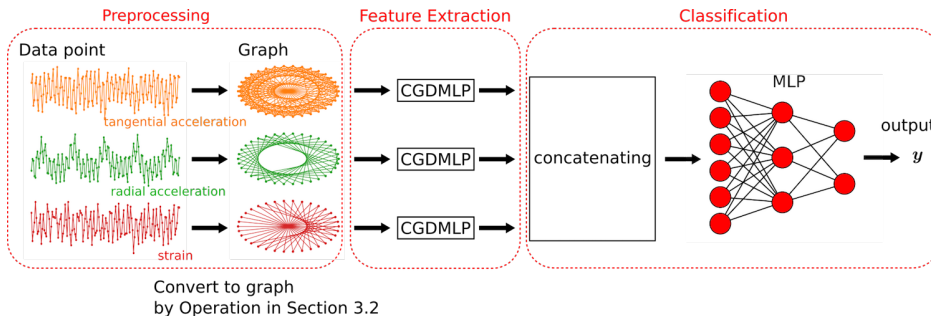 Preprocessing
Feature Extraction
Classification
Data point
Graph
tangential acceleration
radial acceleration
strain
CGDMLP
CGDMLP
CGDMLP
concatenating
MLP
output
y
Convert to graph
by Operation in Section 3.2